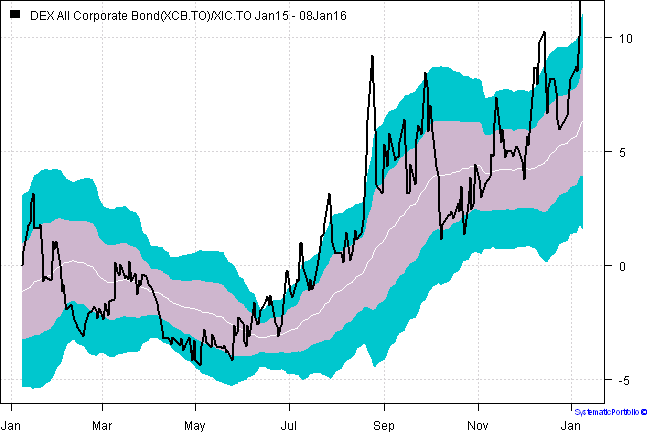 DEX All Corporate Bond(XCB.TO)/XIC.TO Jan15 - 08Jan16
10
5
0
-5
Jan Mar May Jul Sep Nov Jan
SystematicPortfolio ©